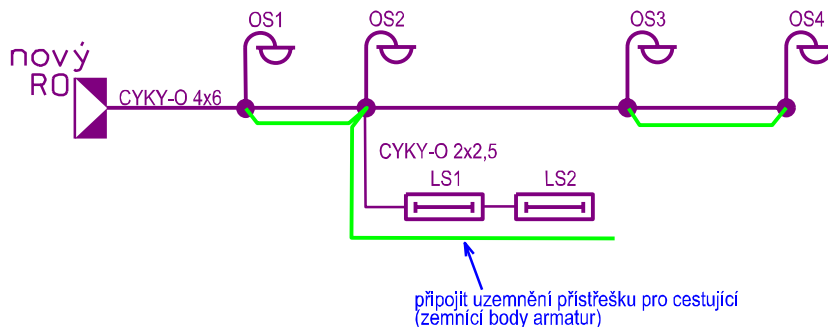 OS1
OS2
OS3
OS4
nový
RO
CYKY-O 4x6
CYKY-O 2x2,5
LS1
LS2
připojit uzemnění přístřešku pro cestující
(zemnící body armatur)